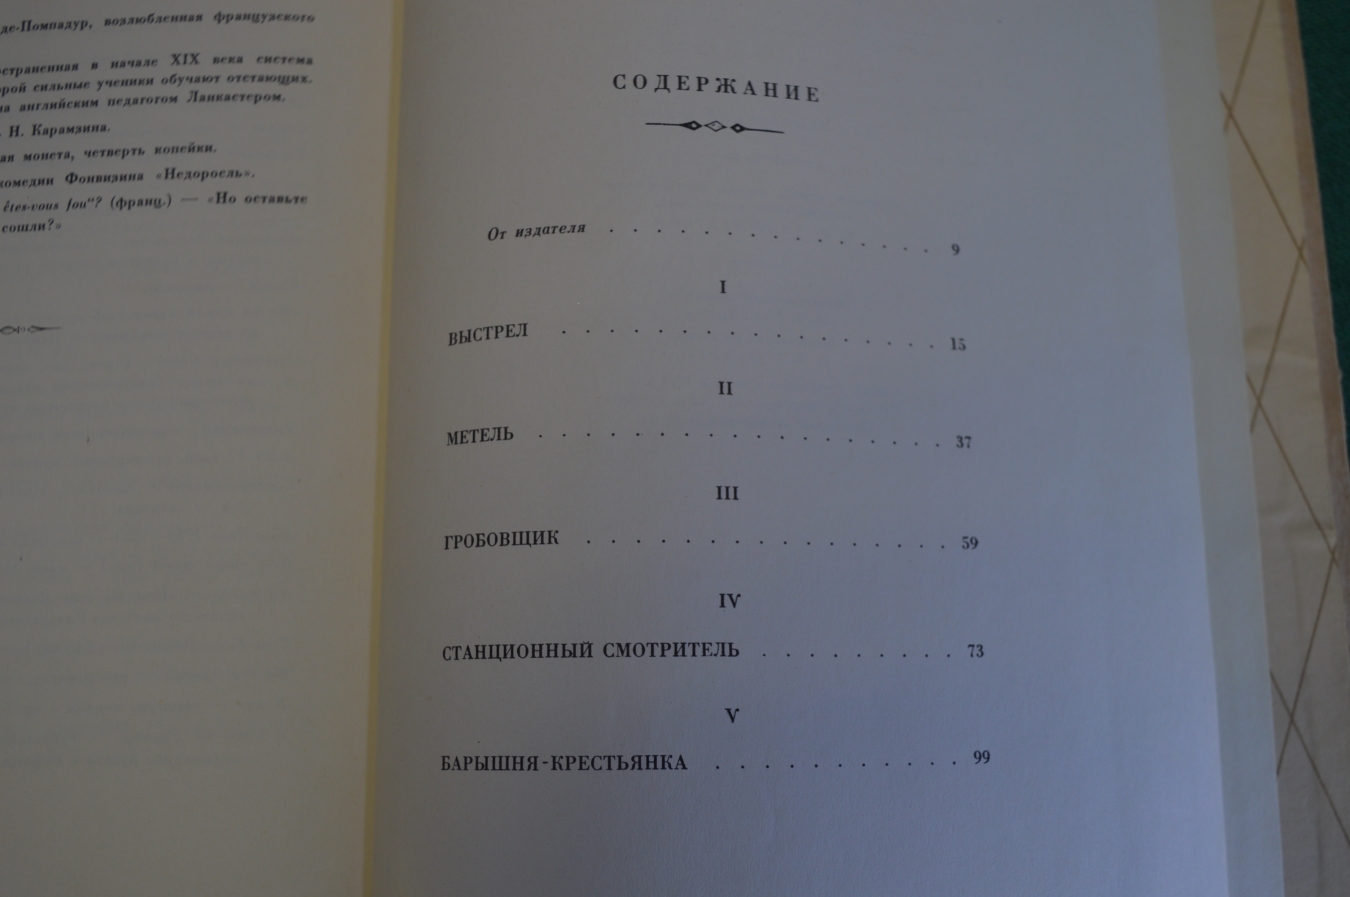 де-Помпадур, возлюбленная французского
остраненная в начале XIX века система
рой сильные ученики обучают отстающих.
на английским педагогом Ланкастером.
Н. Карамзина.
ая монета, четверть копейки.
комедии Фонвизина «Недоросль».
êtes-vous fou"? (франц.) — «Но оставьте
сошли?»
СОДЕРЖАНИЕ
От издателя . . . . . . . . . . . . . . 9
I
ВЫСТРЕЛ . . . . . . . . . . . . . . . . 15
II
МЕТЕЛЬ . . . . . . . . . . . . . . . . . 37
III
ГРОБОВЩИК . . . . . . . . . . . . . . . 59
IV
СТАНЦИОННЫЙ СМОТРИТЕЛЬ . . . . . . . . . 73
V
БАРЫШНЯ-КРЕСТЬЯНКА . . . . . . . . . . . 99